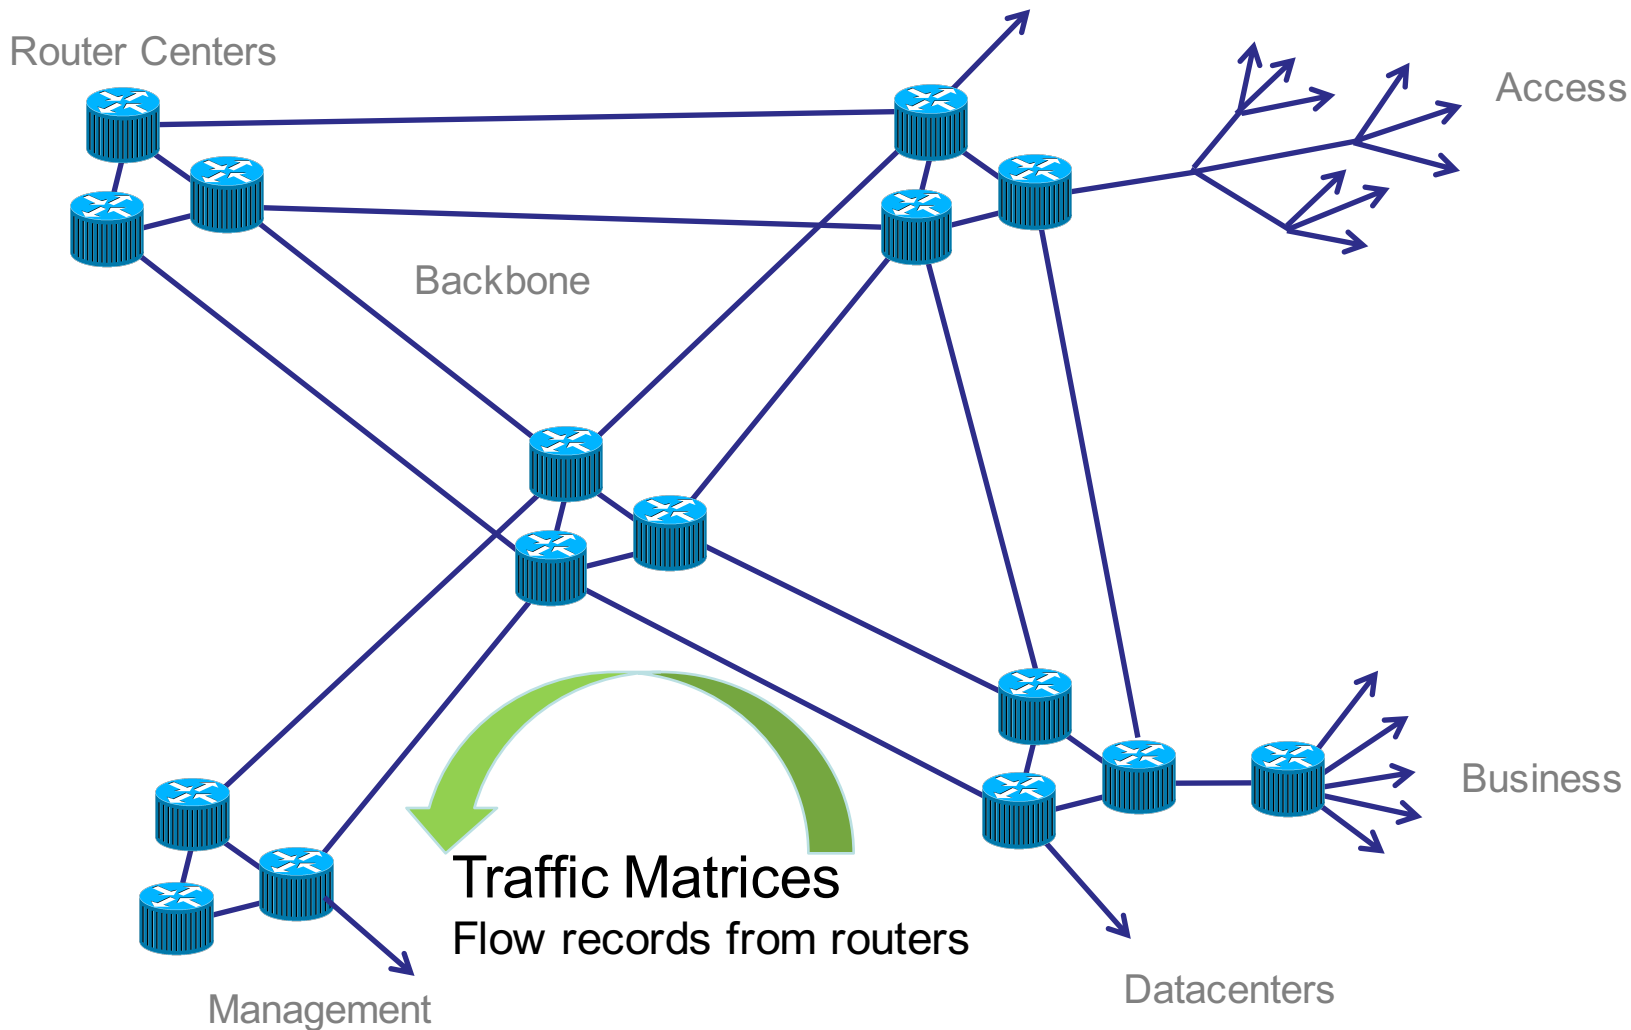 Router Centers
Access
Backbone
Business
Traffic Matrices
Flow records from routers
Datacenters
Management